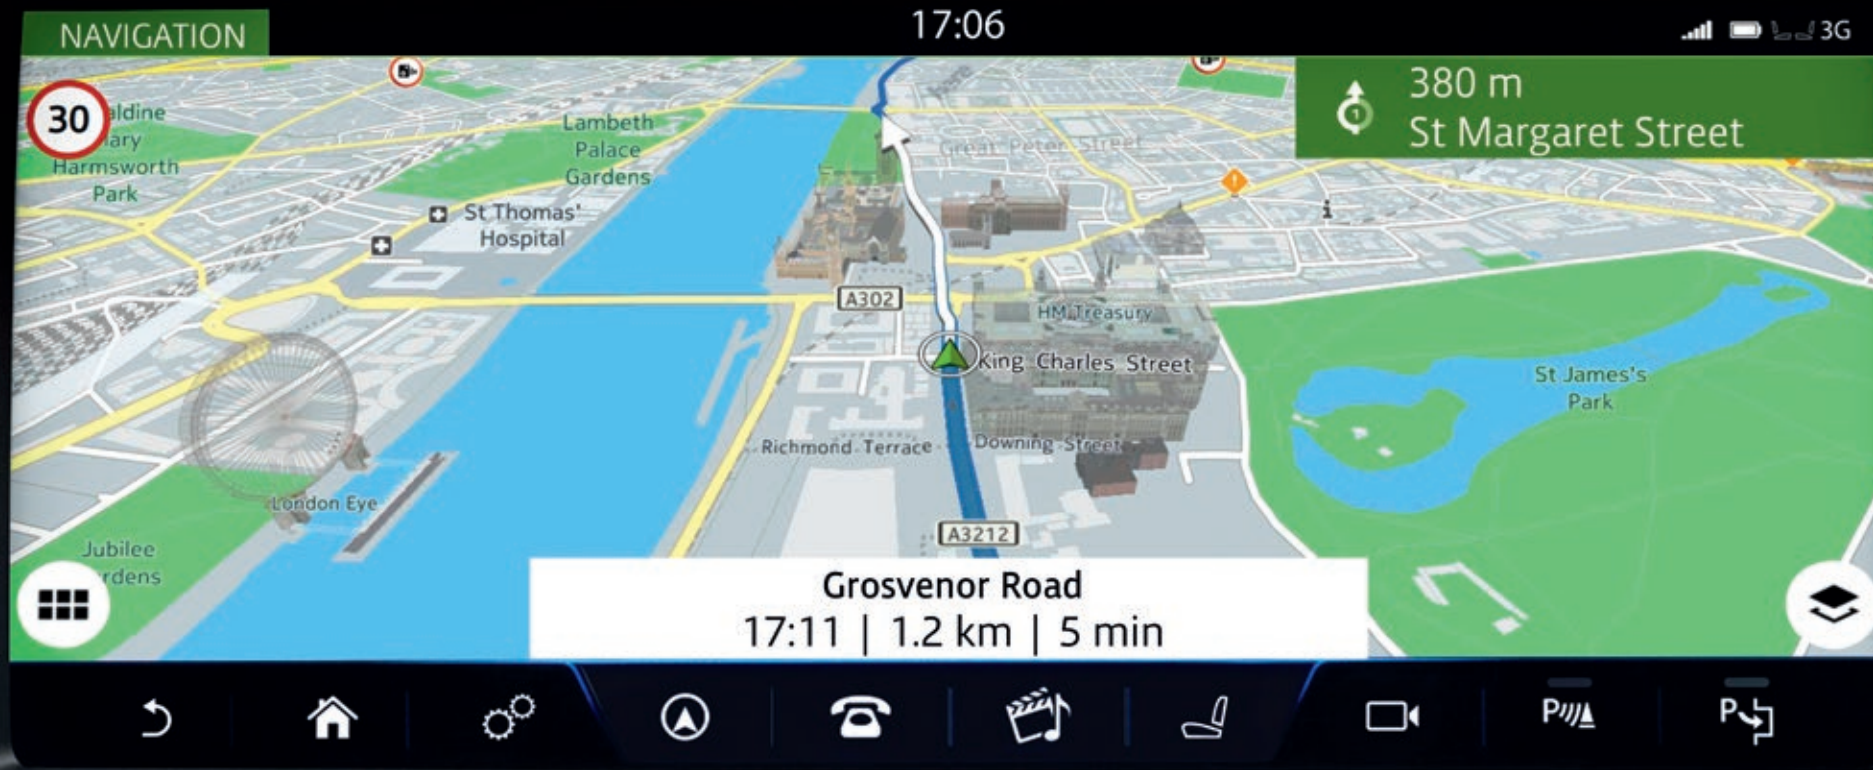 NAVIGATION
17:06
3G
30
380 m
St Margaret Street
1
Harmsworth
Park
Lambeth
Palace
Gardens
Great Peter Street
St Thomas'
Hospital
A302
HM Treasury
King Charles Street
St James's
Park
Richmond Terrace
Downing Street
London Eye
A3212
Jubilee
Grosvenor Road
17:11 | 1.2 km | 5 min
P
P